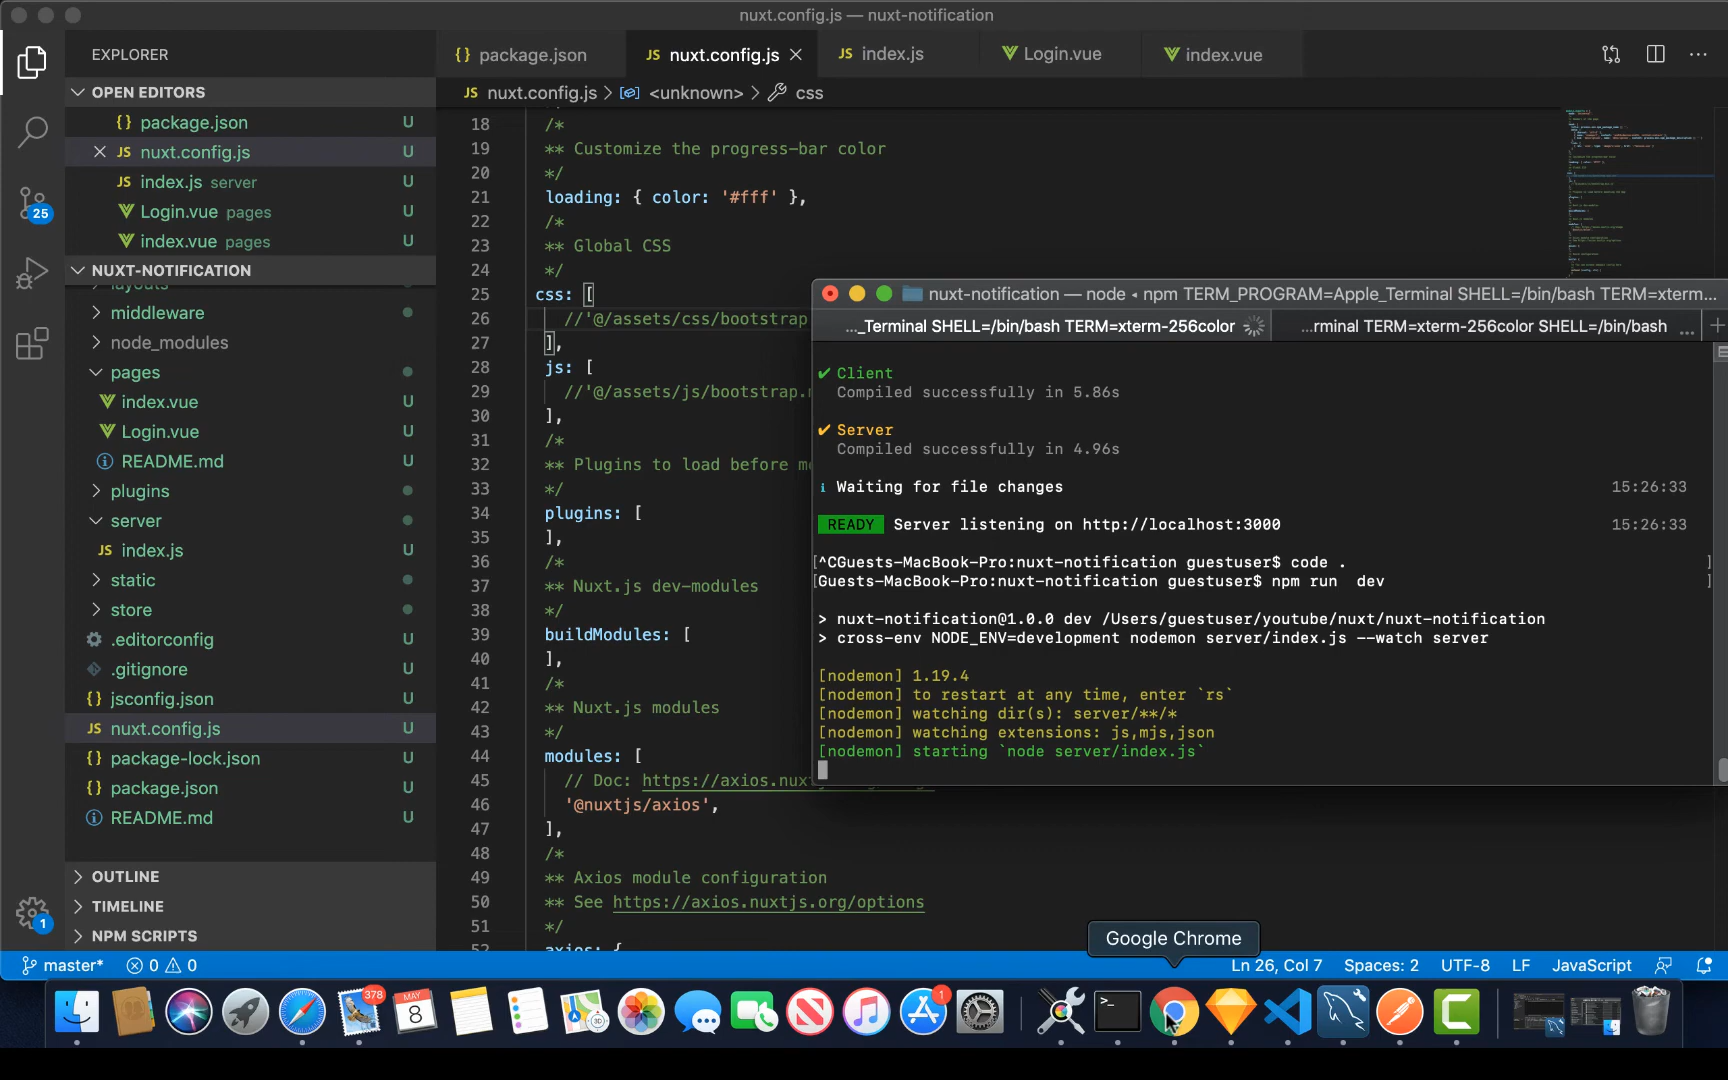 nuxt.config.js — nuxt-notification
EXPLORER
OPEN EDITORS
{} package.json U
JS nuxt.config.js U
JS index.js server U
Login.vue pages U
index.vue pages U
NUXT-NOTIFICATION
layouts
middleware
node_modules
pages
index.vue U
Login.vue U
README.md U
plugins
server
JS index.js U
static
store
.editorconfig U
.gitignore U
{} jsconfig.json U
JS nuxt.config.js U
{} package-lock.json U
{} package.json U
README.md U
OUTLINE
TIMELINE
NPM SCRIPTS
25
1
{} package.json
JS nuxt.config.js
JS index.js
Login.vue
index.vue
JS nuxt.config.js > <unknown> > css
18 /*
19 ** Customize the progress-bar color
20 */
21 loading: { color: '#fff' },
22 /*
23 ** Global CSS
24 */
25 css: [
26 //'@/assets/css/bootstrap
27 ],
28 js: [
29 //'@/assets/js/bootstrap.
30 ],
31 /*
32 ** Plugins to load before
33 */
34 plugins: [
35 ],
36 /*
37 ** Nuxt.js dev-modules
38 */
39 buildModules: [
40 ],
41 /*
42 ** Nuxt.js modules
43 */
44 modules: [
45 // Doc: https://axios.nuxt
46 '@nuxtjs/axios',
47 ],
48 /*
49 ** Axios module configuration
50 ** See https://axios.nuxtjs.org/options
51 */
52 axios: {
nuxt-notification — node ◂ npm TERM_PROGRAM=Apple_Terminal SHELL=/bin/bash TERM=xterm...
..._Terminal SHELL=/bin/bash TERM=xterm-256color
...rminal TERM=xterm-256color SHELL=/bin/bash ...
✔ Client
Compiled successfully in 5.86s
✔ Server
Compiled successfully in 4.96s
i Waiting for file changes 15:26:33
READY Server listening on http://localhost:3000 15:26:33
[^CGuests-MacBook-Pro:nuxt-notification guestuser$ code . ]
[Guests-MacBook-Pro:nuxt-notification guestuser$ npm run  dev ]
> nuxt-notification@1.0.0 dev /Users/guestuser/youtube/nuxt/nuxt-notification
> cross-env NODE_ENV=development nodemon server/index.js --watch server
[nodemon] 1.19.4
[nodemon] to restart at any time, enter `rs`
[nodemon] watching dir(s): server/**/*
[nodemon] watching extensions: js,mjs,json
[nodemon] starting `node server/index.js`
Google Chrome
master* 0 0
Ln 26, Col 7 Spaces: 2 UTF-8 LF JavaScript
378
MAY
8
1